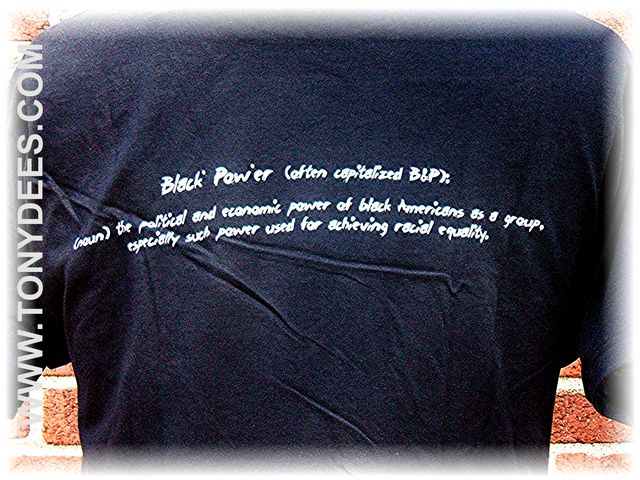 Black Power (often capitalized B&P):
(noun) the political and economic power of black Americans as a group,
especially such power used for achieving racial equality.
WWW.TONYDEES.COM